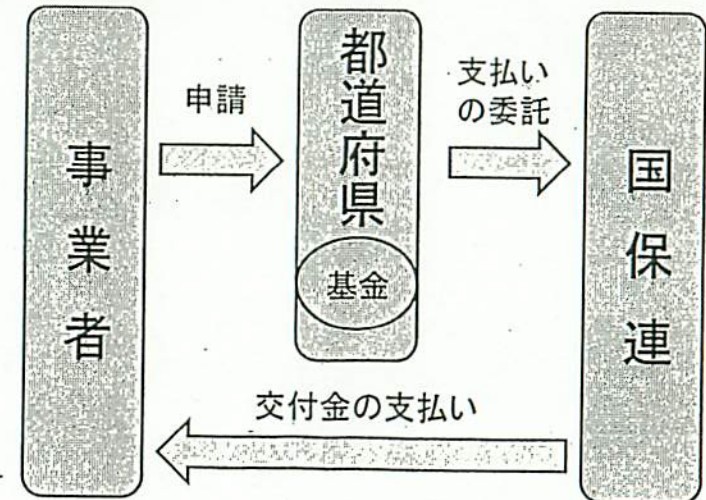 事業者
申請
都道府県
基金
支払い
の委託
国保連
交付金の支払い